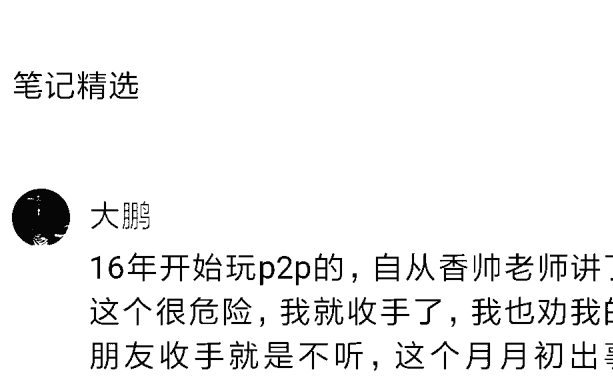 笔记精选
大鹏
16年开始玩p2p的，自从香帅老师讲
这个很危险，我就收手了，我也劝我
朋友收手就是不听，这个月月初出